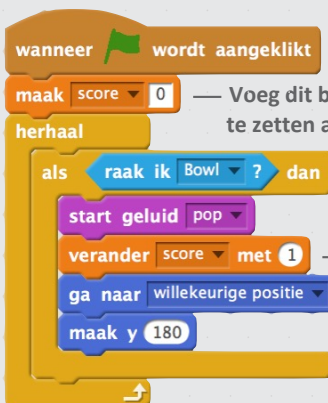 wanneer wordt aangeklikt
maak score 0 — Voeg dit
herhaal te zetten
als raak ik Bowl ? dan
start geluid pop
verander score met 1
ga naar willekeurige positie
maak y 180